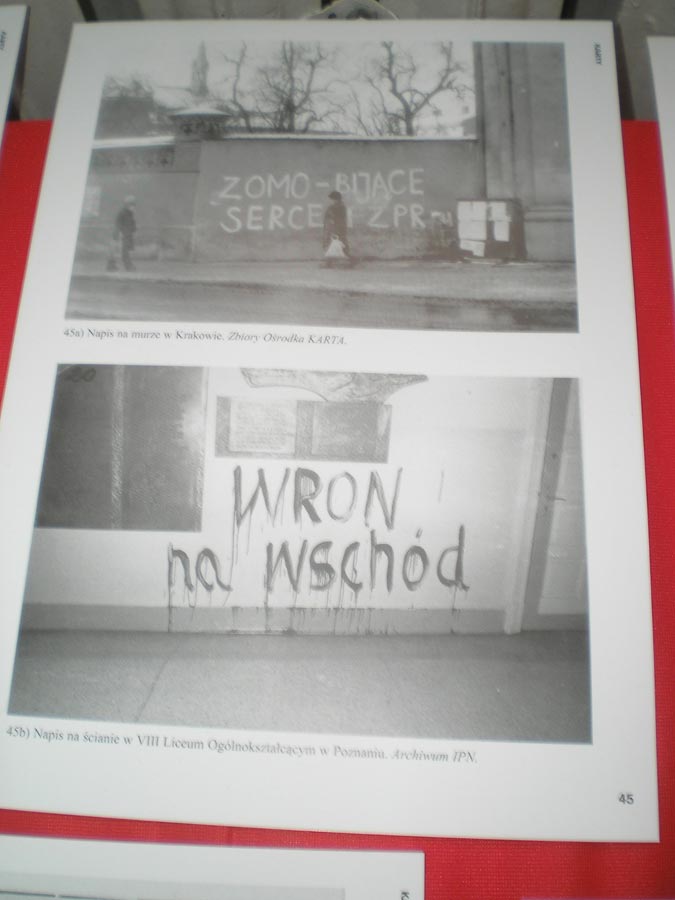 KARTY
ZOMO-BIJĄCE
SERCE
45a) Napis na murze w Krakowie. Zbiory Ośrodka KARTA.
WRON
na wschód
45b) Napis na ścianie w VIII Liceum Ogólnokształcącym w Poznaniu. Archiwum IPN.
45